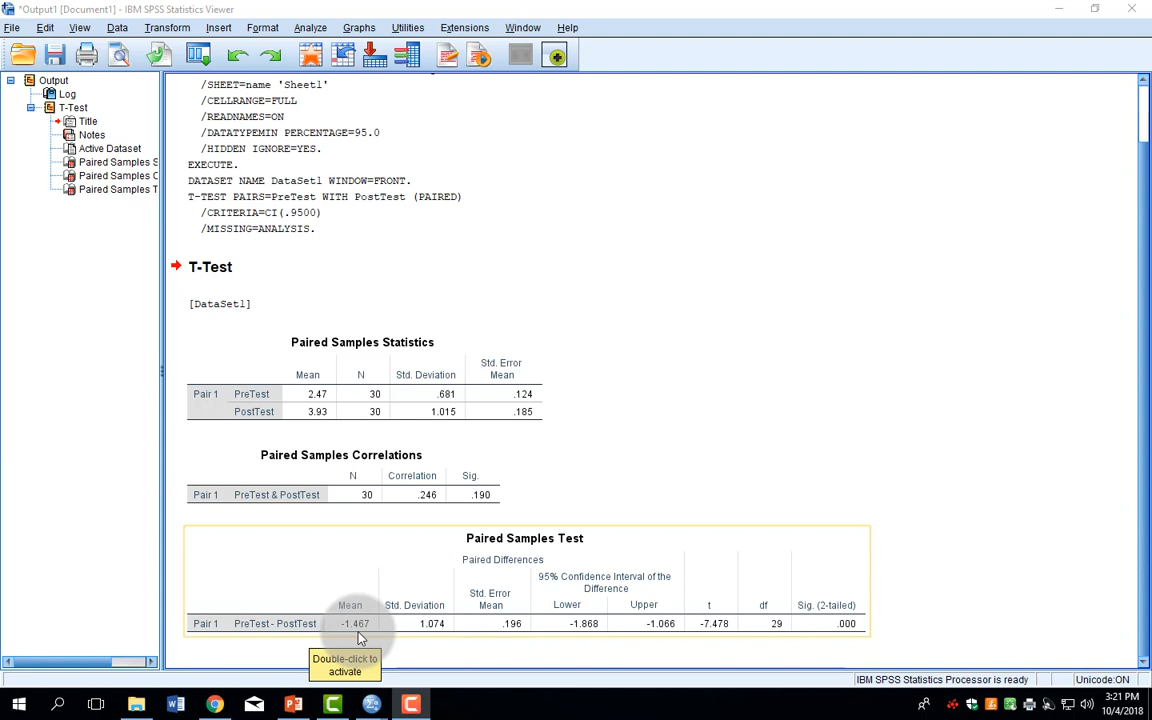 *Output1 [Document1] - IBM SPSS Statistics Viewer
File Edit View Data Transform Insert Format Analyze Graphs Utilities Extensions Window Help
Output
Log
T-Test
Title
Notes
Active Dataset
Paired Samples S
Paired Samples C
Paired Samples T
/SHEET=name 'Sheet1'
/CELLRANGE=FULL
/READNAMES=ON
/DATATYPEMIN PERCENTAGE=95.0
/HIDDEN IGNORE=YES.
EXECUTE.
DATASET NAME DataSet1 WINDOW=FRONT.
T-TEST PAIRS=PreTest WITH PostTest (PAIRED)
/CRITERIA=CI(.9500)
/MISSING=ANALYSIS.
T-Test
[DataSet1]
Paired Samples Statistics
Mean N Std. Deviation Std. Error Mean
Pair 1 PreTest 2.47 30 .681 .124
PostTest 3.93 30 1.015 .185
Paired Samples Correlations
N Correlation Sig.
Pair 1 PreTest & PostTest 30 .246 .190
Paired Samples Test
Paired Differences
95% Confidence Interval of the Difference
Mean Std. Deviation Std. Error Mean Lower Upper t df Sig. (2-tailed)
Pair 1 PreTest - PostTest -1.467 1.074 .196 -1.868 -1.066 -7.478 29 .000
Double-click to
activate
IBM SPSS Statistics Processor is ready Unicode:ON
3:21 PM
10/4/2018